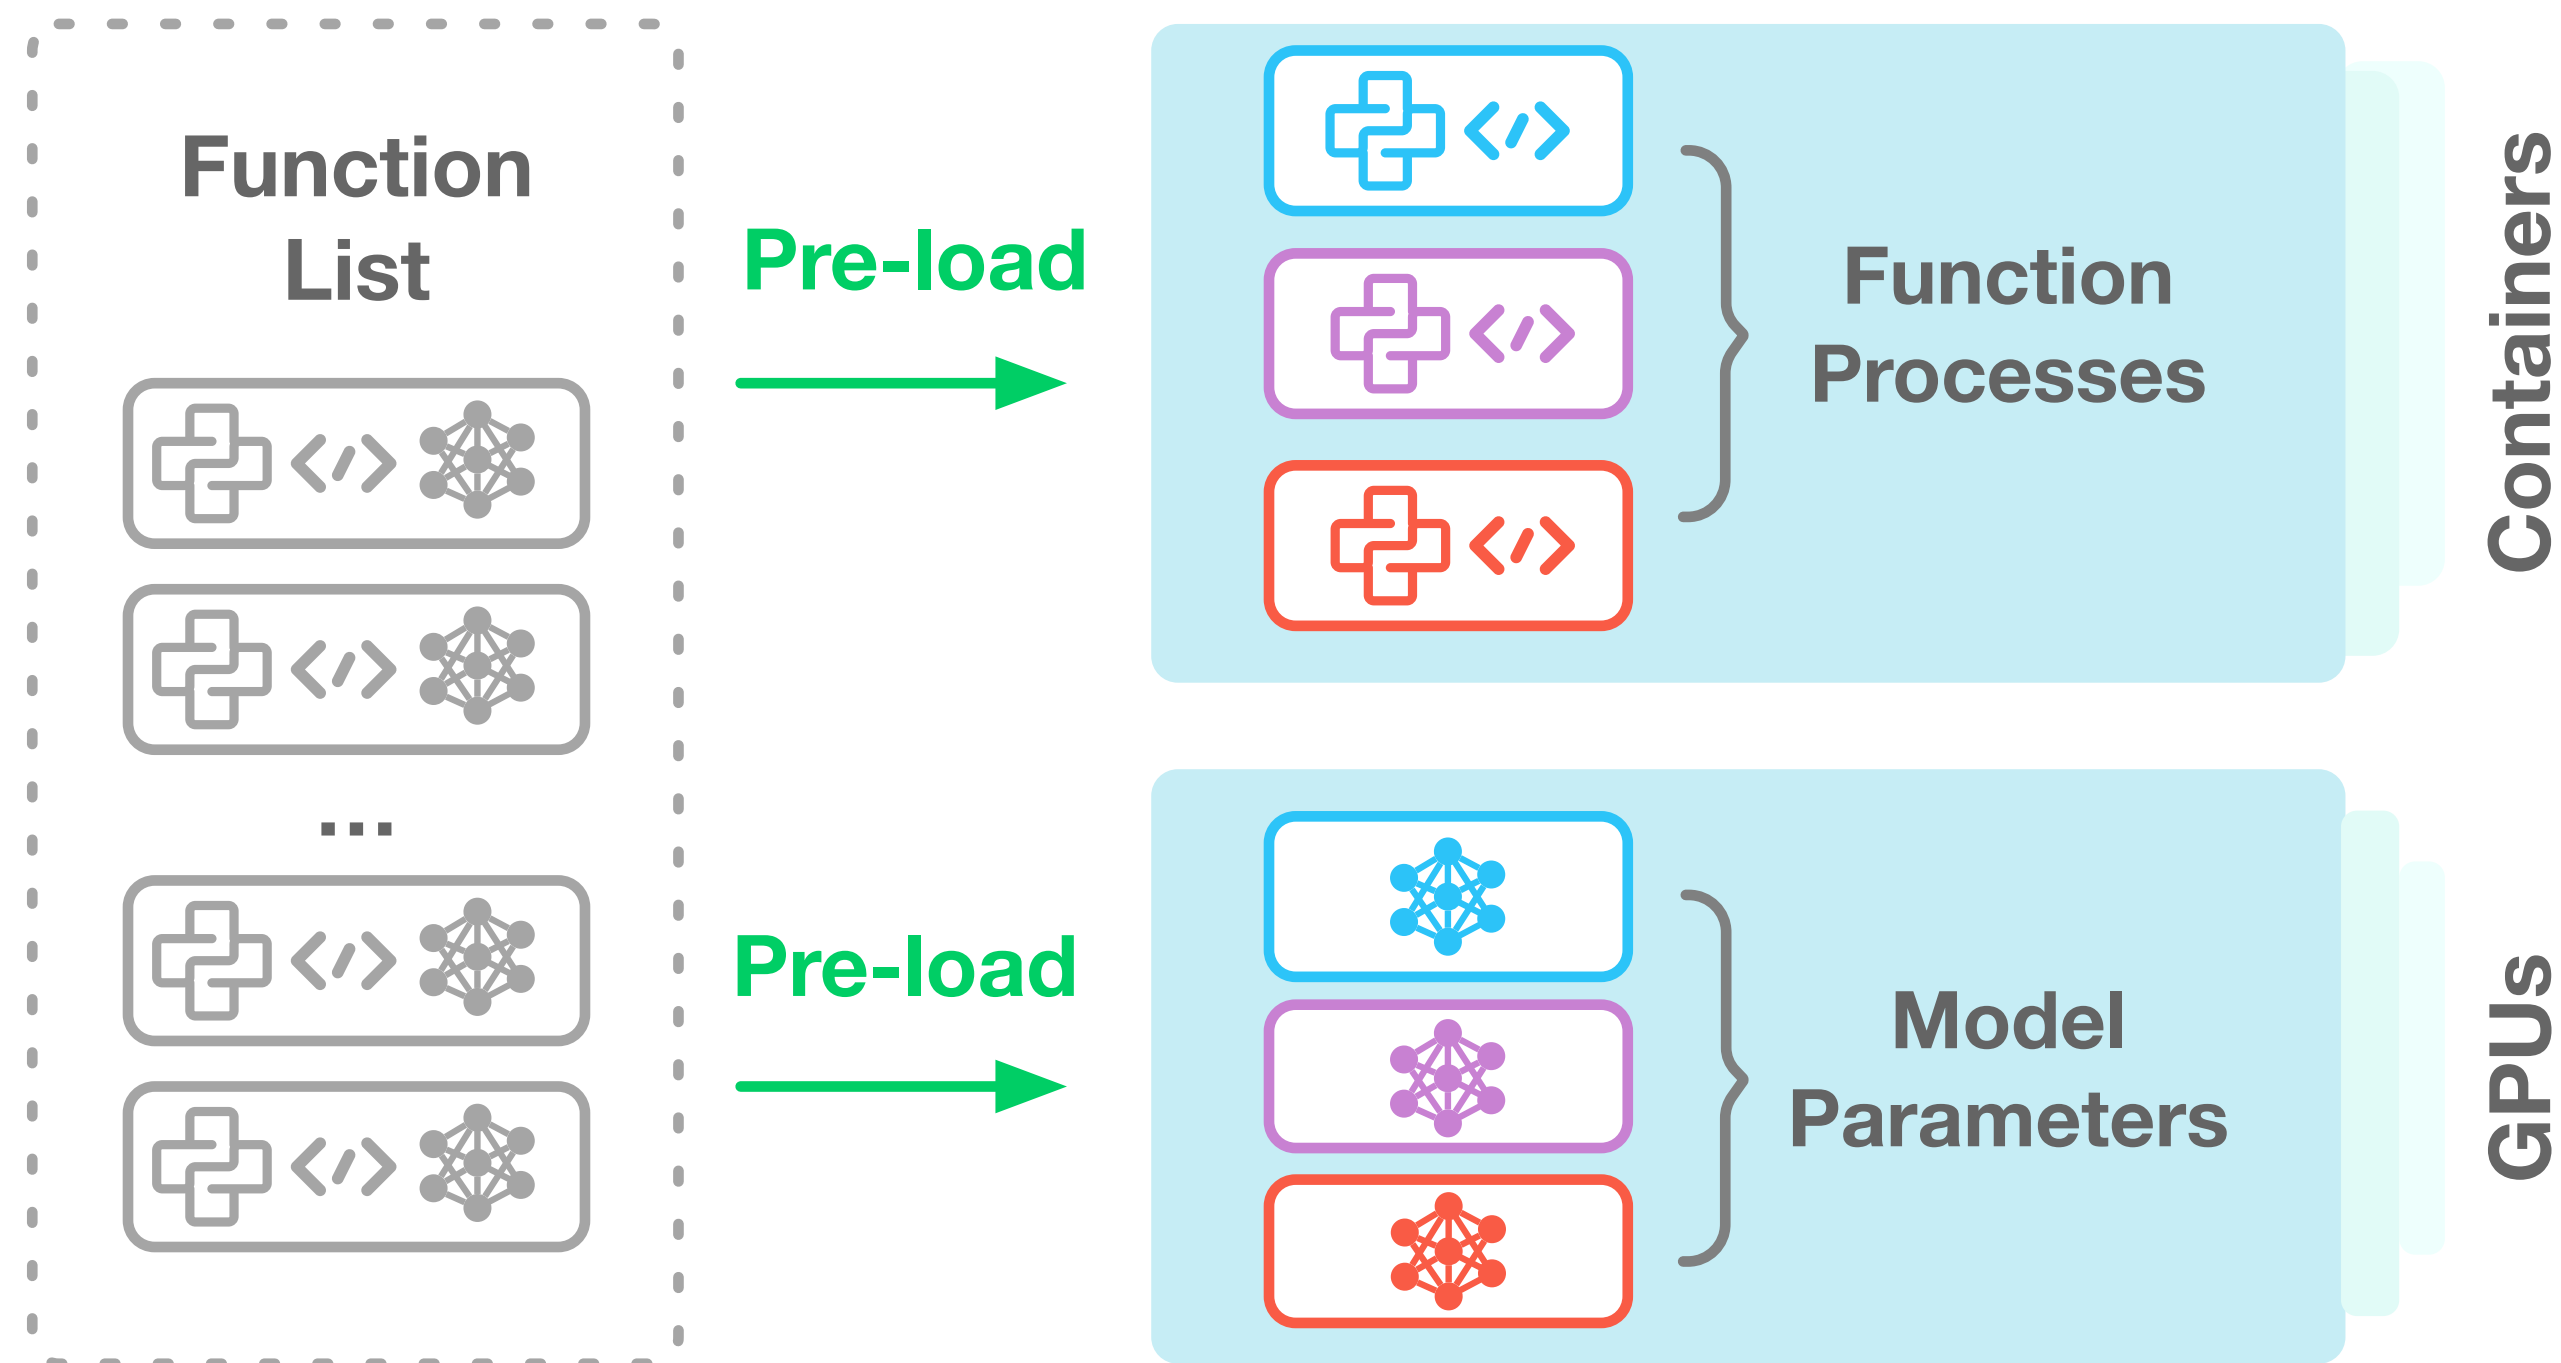 Function
List
...
Pre-load
Pre-load
Function
Processes
Containers
Model
Parameters
GPUs